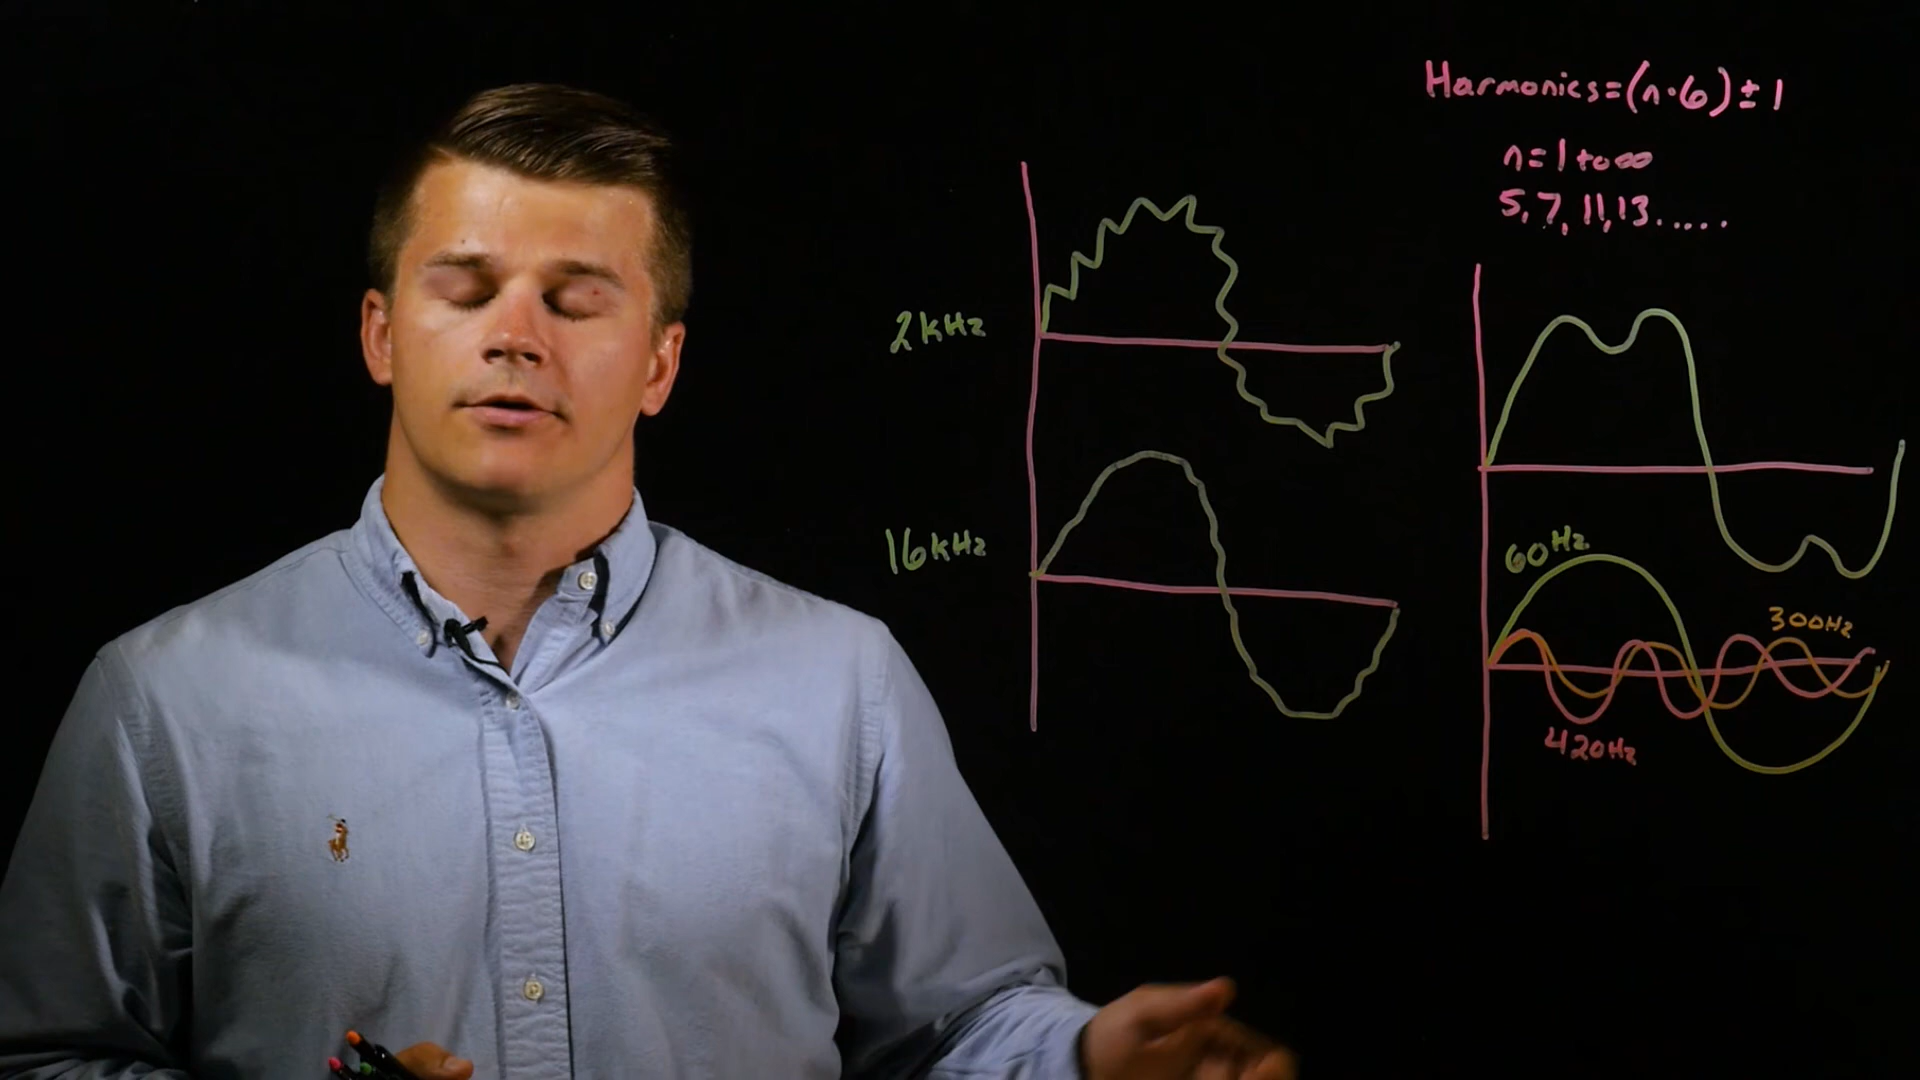 Harmonics=(n·6)±1
n=1 to ∞
5,7,11,13.....
2kHz
16kHz
60Hz
300Hz
420Hz